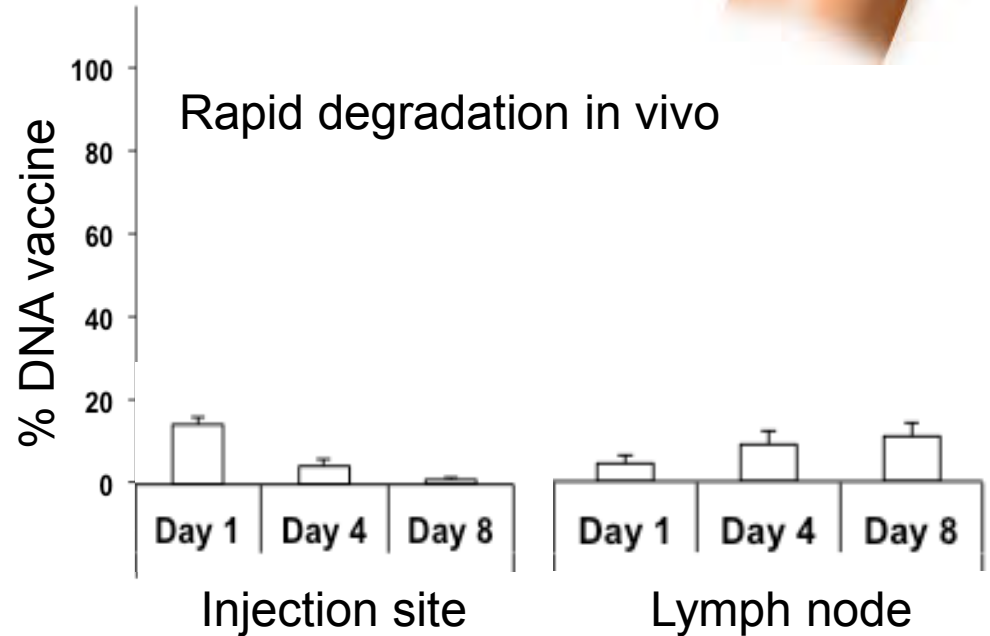 Rapid degradation in vivo
% DNA vaccine
100
80
60
40
20
0
Day 1 Day 4 Day 8 Day 1 Day 4 Day 8
Injection site Lymph node